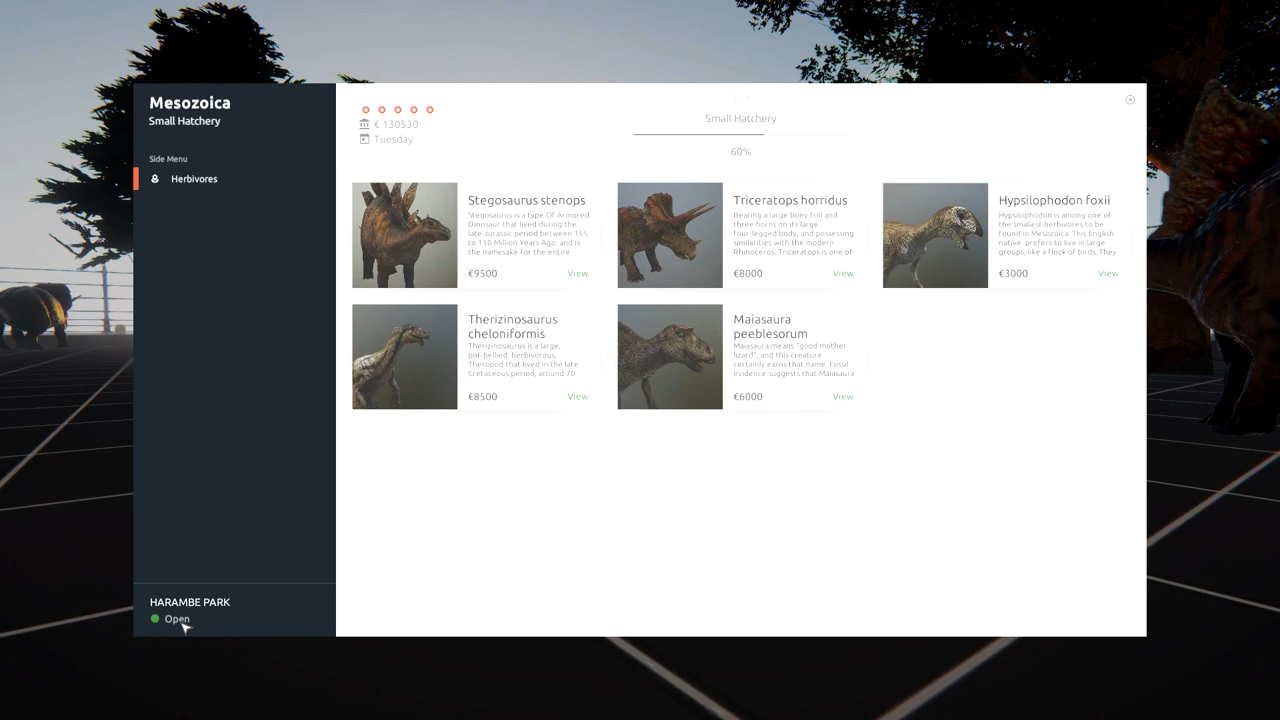 Mesozoica
Small Hatchery
Side Menu
Herbivores
HARAMBE PARK
Open
€ 130530
Tuesday
Small Hatchery
60%
Stegosaurus stenops
Stegosaurus is a type Of Armored
Dinosaur that lived during the
late Jurassic period between 155
to 150 Million Years Ago, and is
the namesake for the entire
€9500
View
Triceratops horridus
Bearing a large bony frill and
three horns on its large
four-legged body, and possessing
similarities with the modern
Rhinoceros, Triceratops is one of
€8000
View
Hypsilophodon foxii
Hypsilophodon is among one of
the smallest herbivores to be
found in Mesozoica. This English
native prefers to live in large
groups, like a flock of birds. They
€3000
View
Therizinosaurus
cheloniformis
Therizinosaurus is a large,
pot-bellied, herbivorous,
Theropod that lived in the late
Cretaceous period, around 70
€8500
View
Maiasaura
peeblesorum
Maiasaura means "good mother
lizard", and this creature
certainly earns that name. Fossil
evidence suggests that Maiasaura
€6000
View